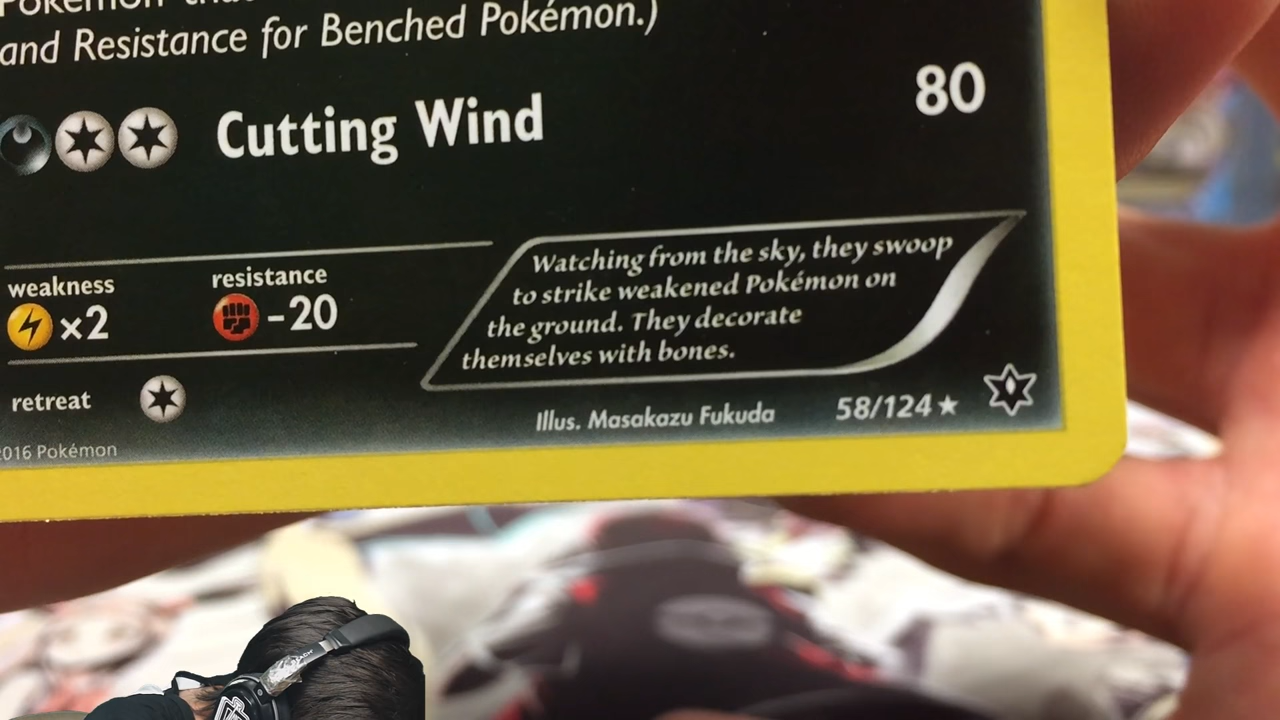 Pokémon
and Resistance for Benched Pokémon.)
Cutting Wind 80
weakness
×2
resistance
-20
retreat
Watching from the sky, they swoop
to strike weakened Pokémon on
the ground. They decorate
themselves with bones.
Illus. Masakazu Fukuda 58/124★
2016 Pokémon